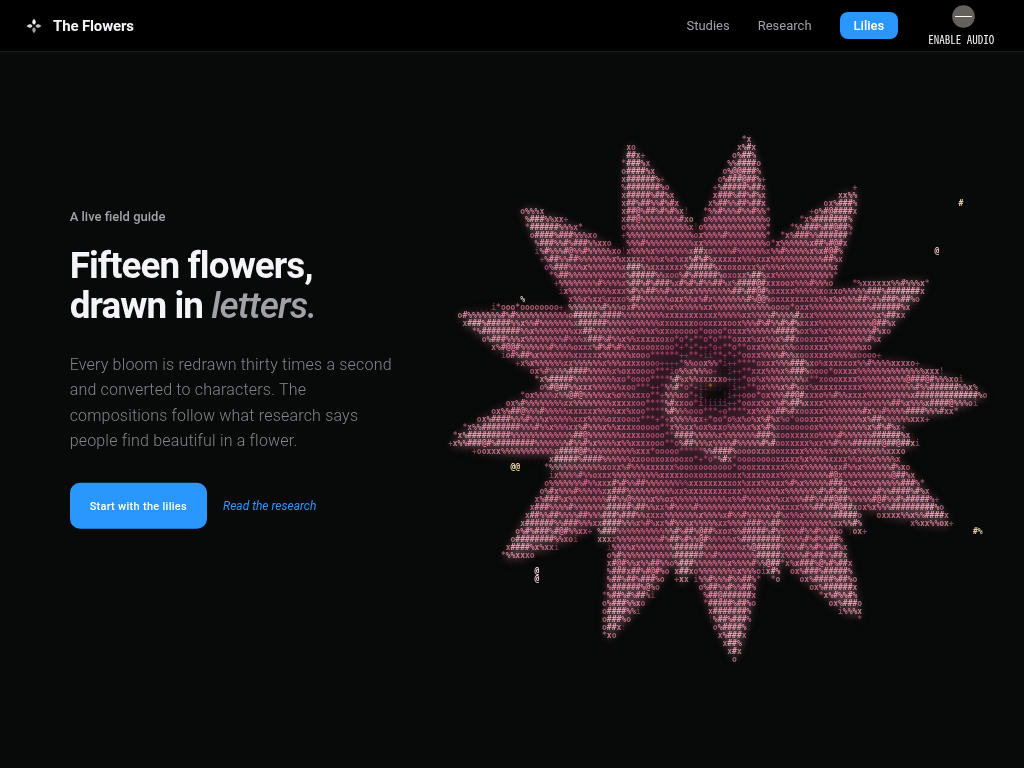 The Flowers
Studies
Research
Lilies
ENABLE AUDIO
A live field guide
Fifteen flowers,
drawn in letters.
Every bloom is redrawn thirty times a second
and converted to characters. The
compositions follow what research says
people find beautiful in a flower.
Start with the lilies
Read the research